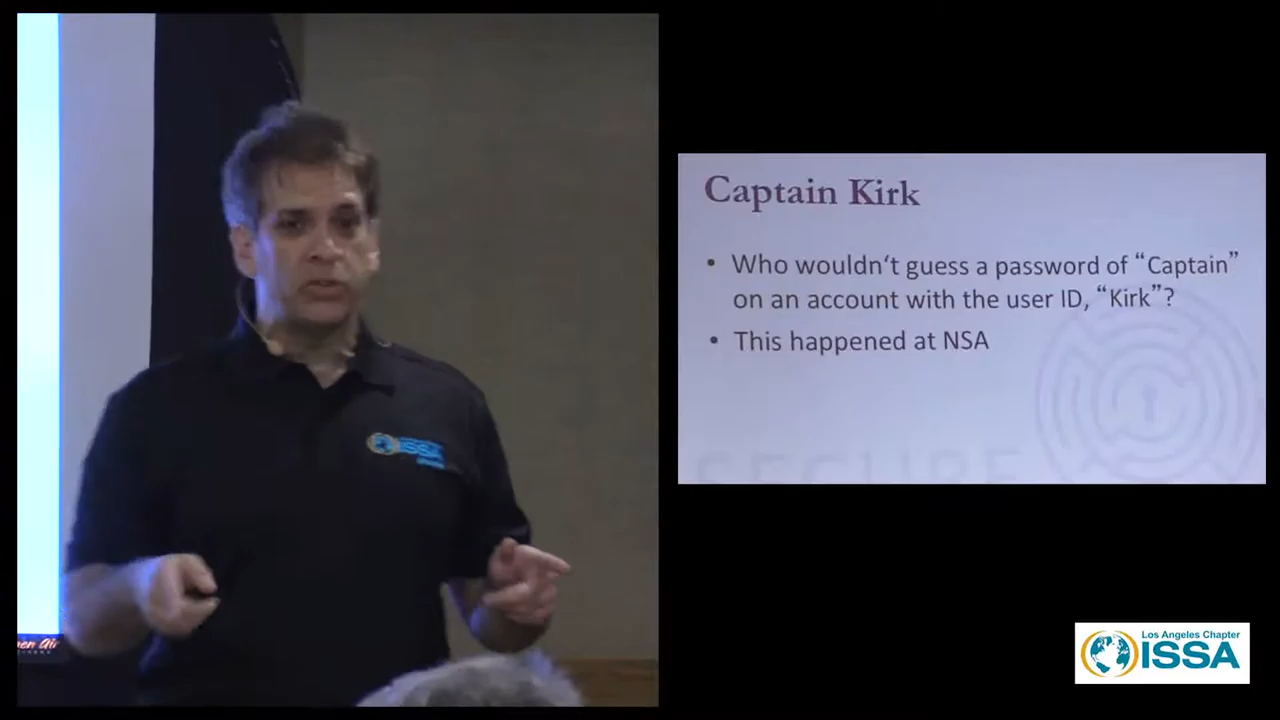 Captain Kirk
• Who wouldn‘t guess a password of “Captain”
on an account with the user ID, “Kirk”?
• This happened at NSA
SECURE
ISSA
Los Angeles Chapter
ISSA